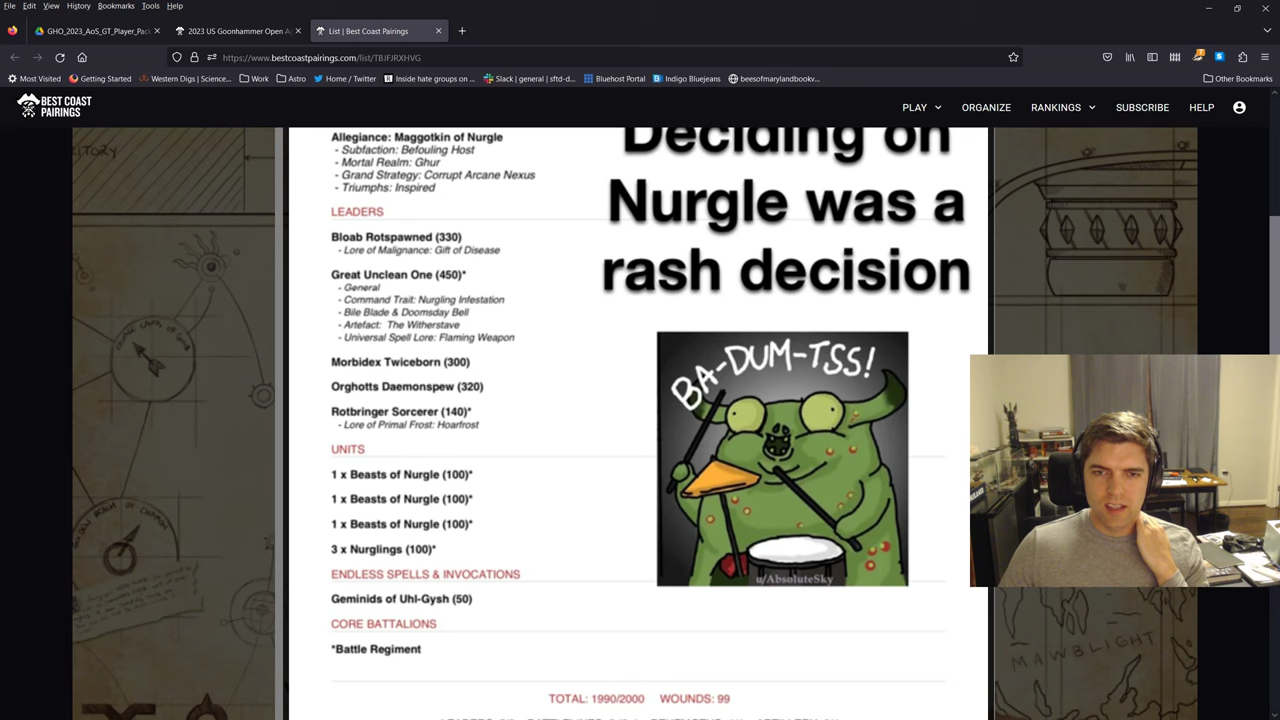 File Edit View History Bookmarks Tools Help
GHO_2023_AoS_GT_Player_Pack
2023 US Goonhammer Open A
List | Best Coast Pairings
https://www.bestcoastpairings.com/list/TBJFJRXHVG
Most Visited Getting Started Western Digs | Science... Work Astro Home / Twitter Inside hate groups on ... Slack | general | sftd-d... Bluehost Portal Indigo Bluejeans beesofmarylandbookv... Other Bookmarks
BEST COAST
PAIRINGS
PLAY ORGANIZE RANKINGS SUBSCRIBE HELP
Allegiance: Maggotkin of Nurgle
- Subfaction: Befouling Host
- Mortal Realm: Ghur
- Grand Strategy: Corrupt Arcane Nexus
- Triumphs: Inspired
LEADERS
Bloab Rotspawned (330)
- Lore of Malignance: Gift of Disease
Great Unclean One (450)*
- General
- Command Trait: Nurgling Infestation
- Bile Blade & Doomsday Bell
- Artefact: The Witherstave
- Universal Spell Lore: Flaming Weapon
Morbidex Twiceborn (300)
Orghotts Daemonspew (320)
Rotbringer Sorcerer (140)*
- Lore of Primal Frost: Hoarfrost
UNITS
1 x Beasts of Nurgle (100)*
1 x Beasts of Nurgle (100)*
1 x Beasts of Nurgle (100)*
3 x Nurglings (100)*
ENDLESS SPELLS & INVOCATIONS
Geminids of Uhl-Gysh (50)
CORE BATTALIONS
*Battle Regiment
TOTAL: 1990/2000 WOUNDS: 99
Deciding on
Nurgle was a
rash decision
BA-DUM-TSS!
u/AbsoluteSky
MAWBLIGHT